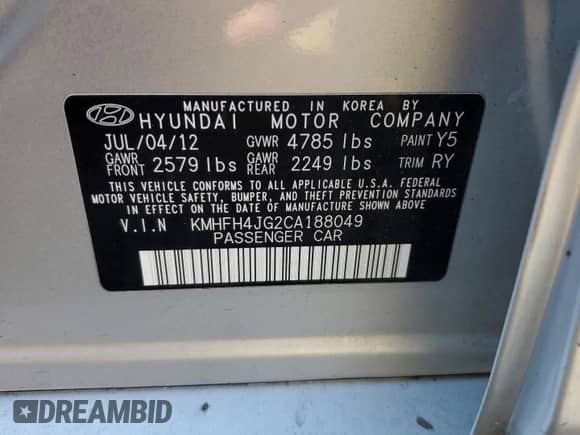 MANUFACTURED IN KOREA BY
HYUNDAI MOTOR COMPANY
JUL/04/12 GVWR 4785 lbs PAINT Y5
GAWR FRONT 2579 lbs GAWR REAR 2249 lbs TRIM RY
THIS VEHICLE CONFORMS TO ALL APPLICABLE U.S.A. FEDERAL
MOTOR VEHICLE SAFETY, BUMPER, AND THEFT PREVENTION STANDARDS
IN EFFECT ON THE DATE OF MANUFACTURE SHOWN ABOVE.
V.I.N KMHFH4JG2CA188049
PASSENGER CAR
DREAMBID